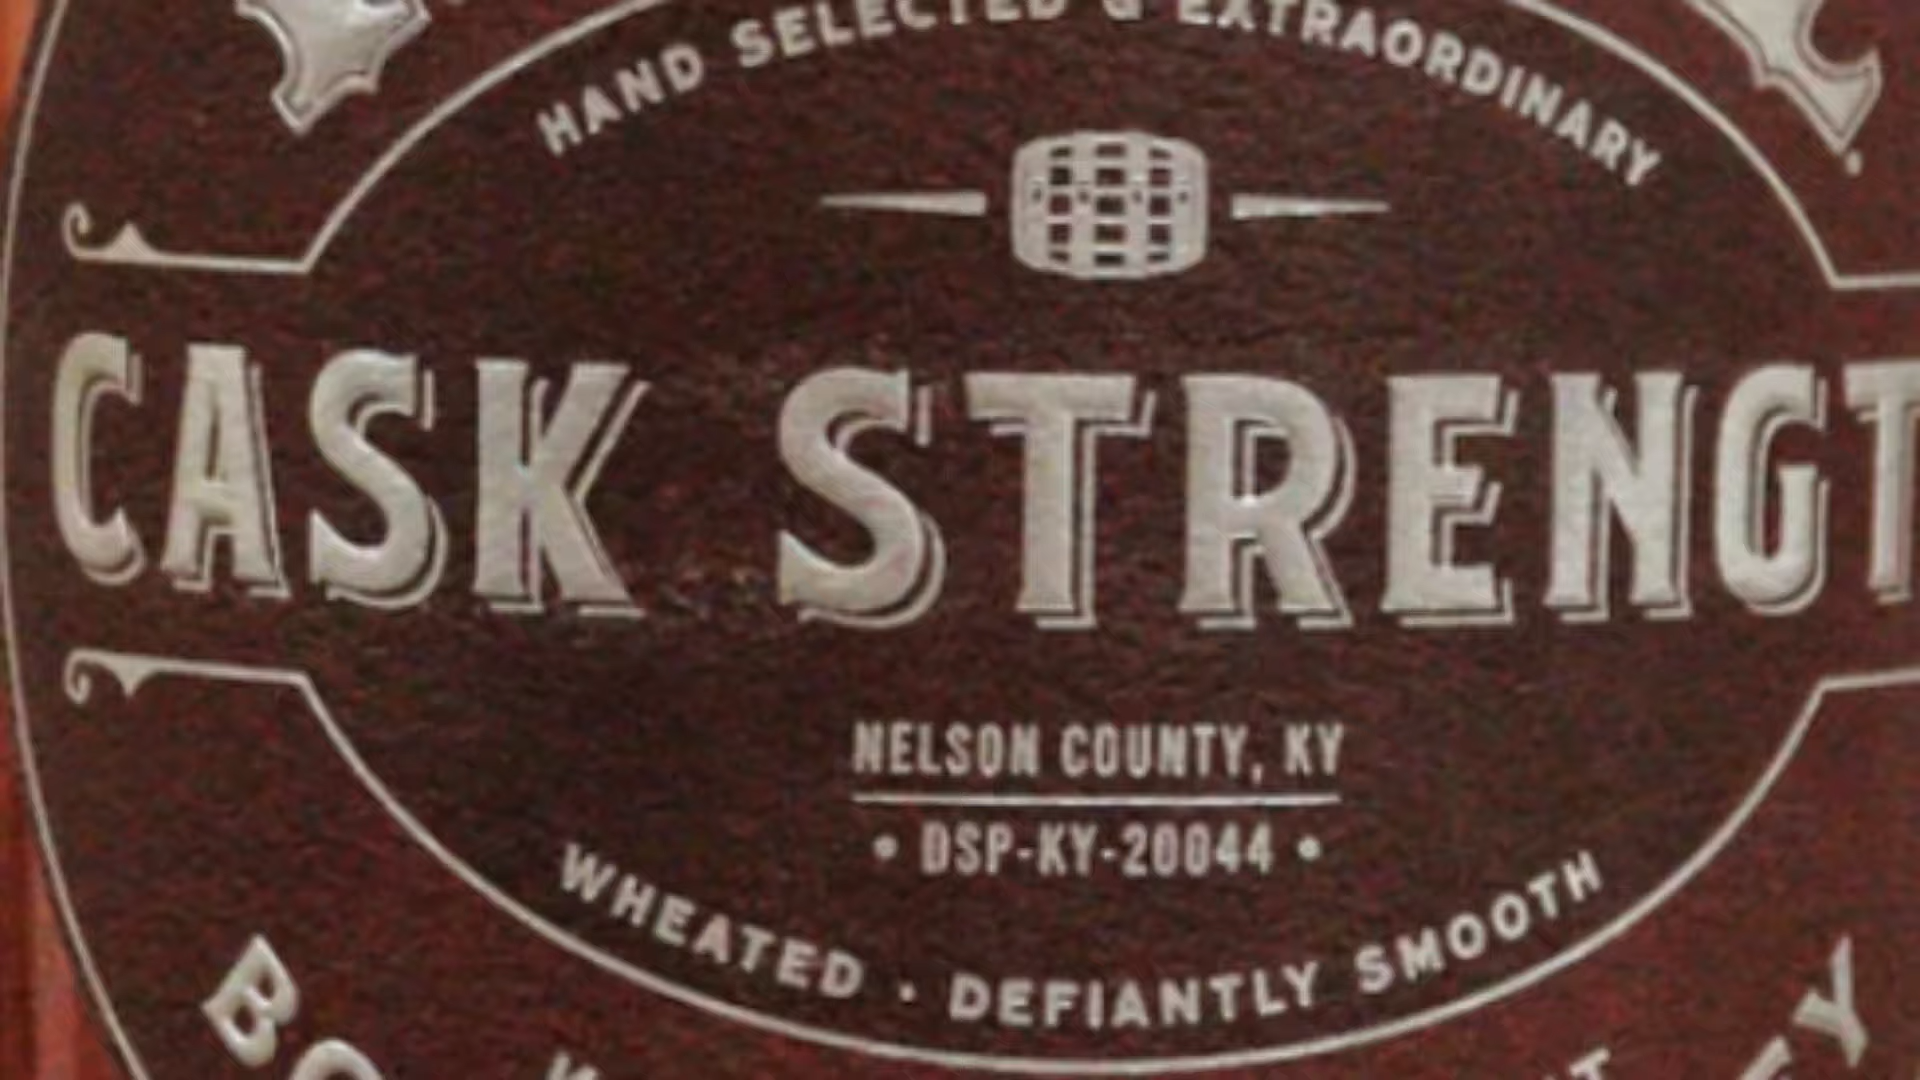 HAND SELECTED & EXTRAORDINARY
CASK STRENGT
NELSON COUNTY, KY
• DSP-KY-20044 •
WHEATED · DEFIANTLY SMOOTH